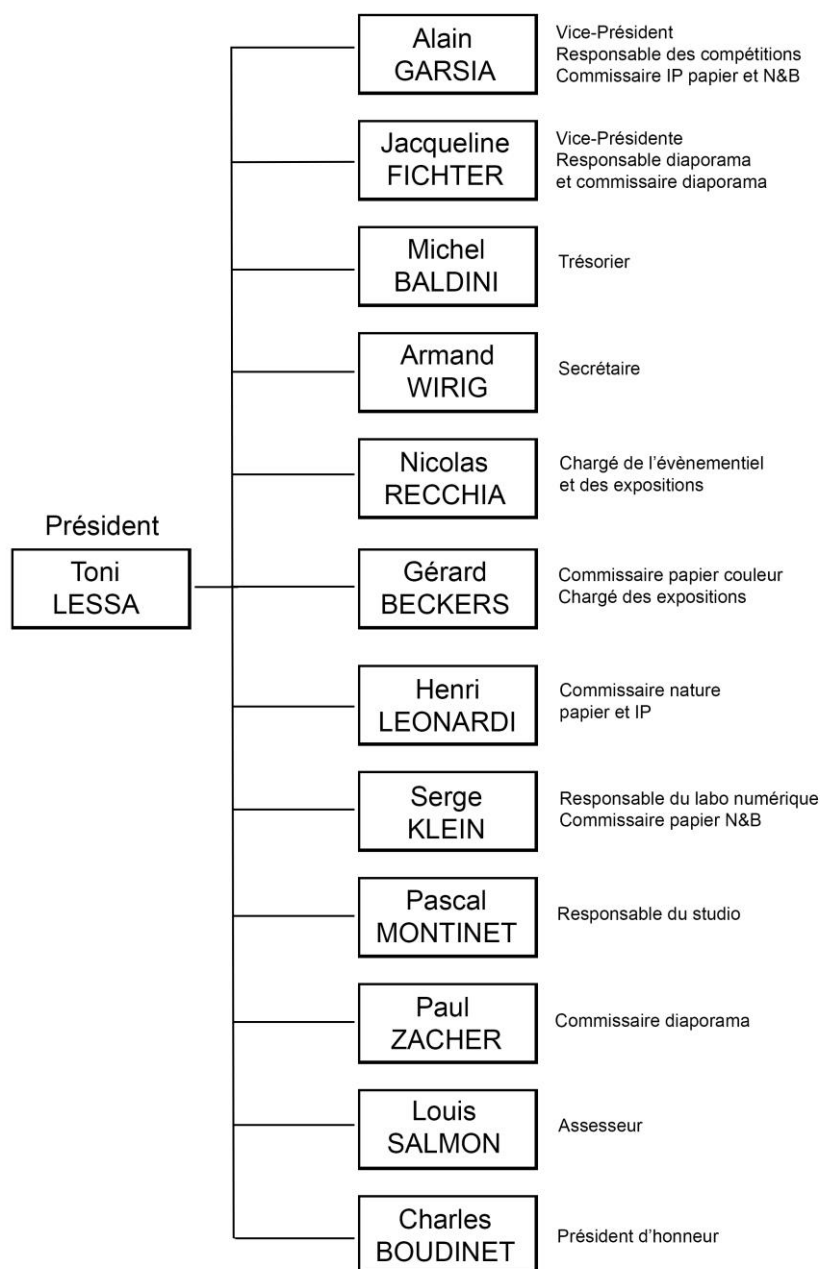 Alain
GARSIA
Vice-Président
Responsable des compétitions
Commissaire IP papier et N&B
Jacqueline
FICHTER
Vice-Présidente
Responsable diaporama
et commissaire diaporama
Michel
BALDINI
Trésorier
Armand
WIRIG
Secrétaire
Nicolas
RECCHIA
Chargé de l'évènementiel
et des expositions
Président
Toni
LESSA
Gérard
BECKERS
Commissaire papier couleur
Chargé des expositions
Henri
LEONARDI
Commissaire nature
papier et IP
Serge
KLEIN
Responsable du labo numérique
Commissaire papier N&B
Pascal
MONTINET
Responsable du studio
Paul
ZACHER
Commissaire diaporama
Louis
SALMON
Assesseur
Charles
BOUDINET
Président d'honneur